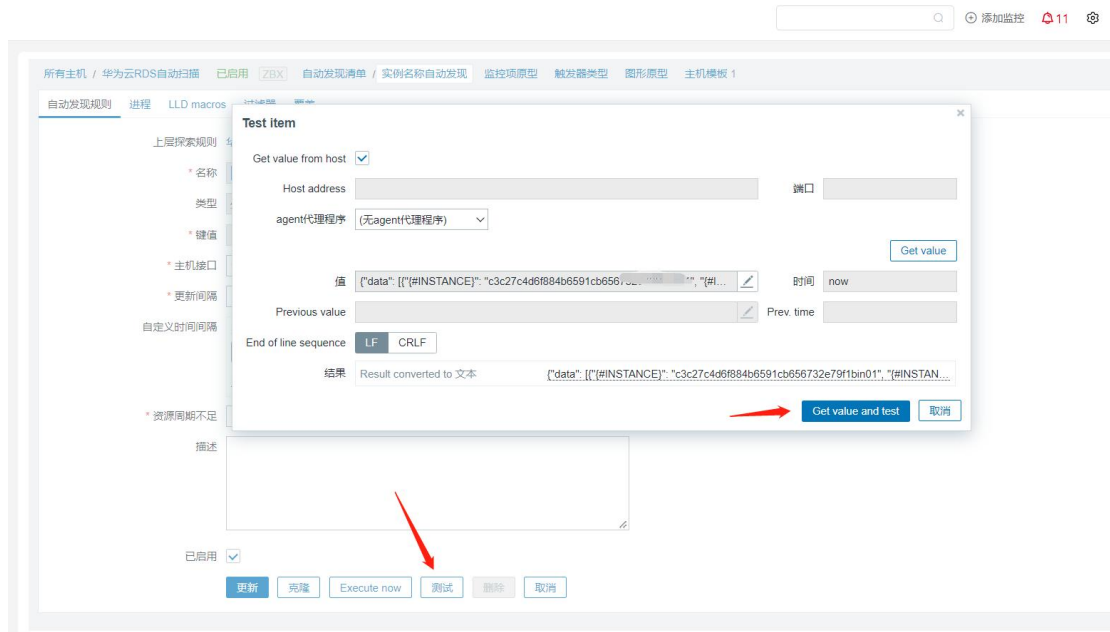 添加监控 11
所有主机 / 华为云RDS自动扫描 已启用 ZBX 自动发现清单 / 实例名称自动发现 监控项原型 触发器类型 图形原型 主机模板 1
自动发现规则 进程 LLD macros
Test item
上层探索规则
Get value from host
* 名称
Host address 端口
类型
agent代理程序 (无agent代理程序)
* 键值
Get value
* 主机接口
值 {"data": [{"{#INSTANCE}": "c3c27c4d6f884b6591cb656 ", "{#I... 时间 now
* 更新间隔
Previous value Prev. time
自定义时间间隔
End of line sequence LF CRLF
结果 Result converted to 文本 {"data": [{"{#INSTANCE}": "c3c27c4d6f884b6591cb656732e79f1bin01", "{#INSTAN...
* 资源周期不足
Get value and test 取消
描述
已启用
更新 克隆 Execute now 测试 删除 取消